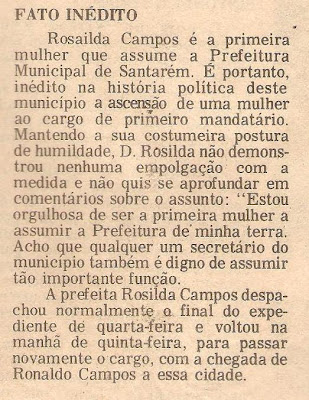 FATO INÉDITO
Rosailda Campos é a primeira
mulher que assume a Prefeitura
Municipal de Santarém. É portanto,
inédito na história política deste
município a ascensão de uma mulher
ao cargo de primeiro mandatário.
Mantendo a sua costumeira postura
de humildade, D. Rosilda não demons-
trou nenhuma empolgação com a
medida e não quis se aprofundar em
comentários sobre o assunto: "Estou
orgulhosa de ser a primeira mulher a
assumir a Prefeitura de minha terra.
Acho que qualquer um secretário do
município também é digno de assumir
tão importante função.
A prefeita Rosilda Campos despa-
chou normalmente o final do expe-
diente de quarta-feira e voltou na
manhã de quinta-feira, para passar
novamente o cargo, com a chegada de
Ronaldo Campos a essa cidade.